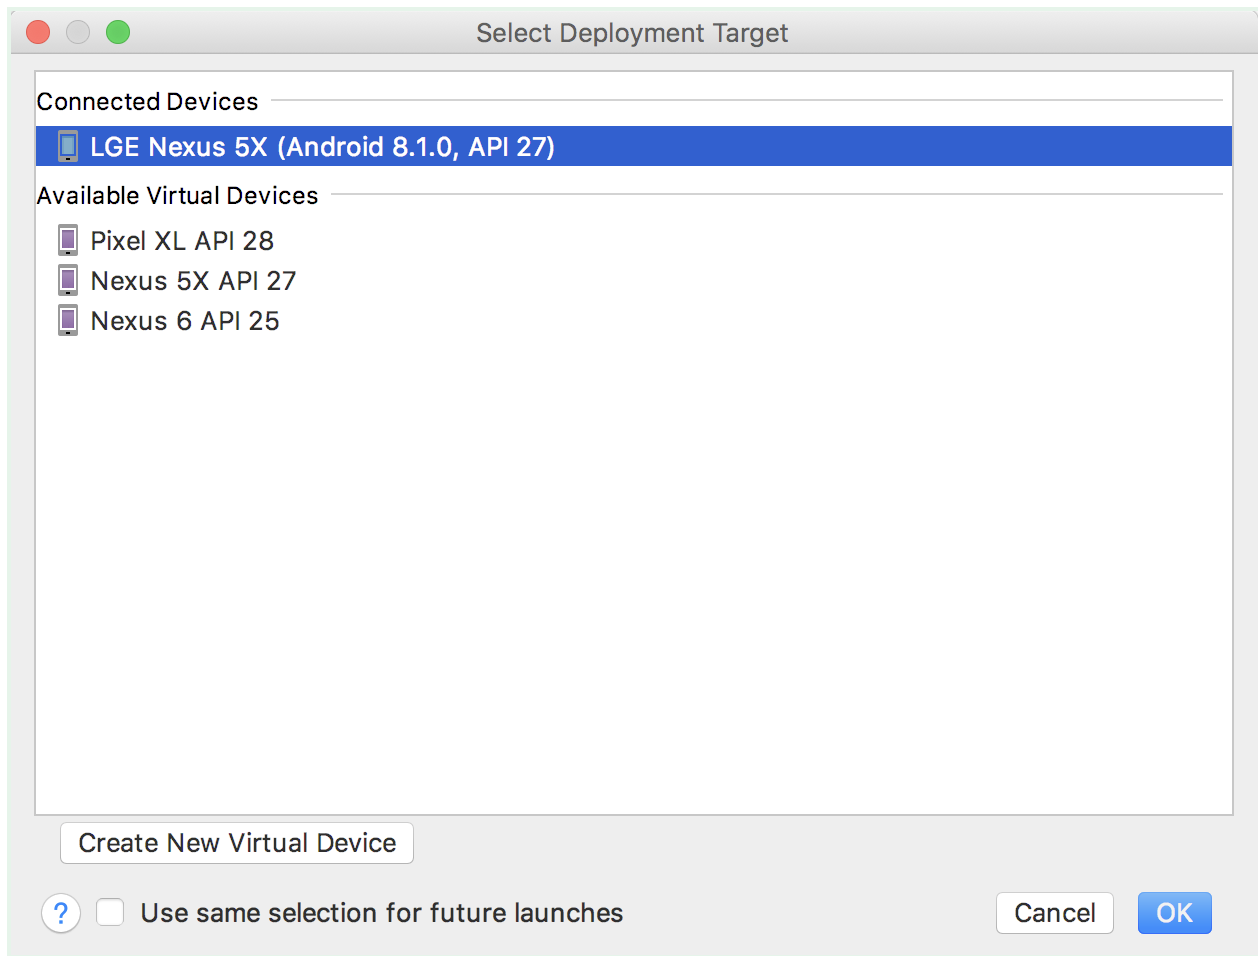 Select Deployment Target
Connected Devices
LGE Nexus 5X (Android 8.1.0, API 27)
Available Virtual Devices
Pixel XL API 28
Nexus 5X API 27
Nexus 6 API 25
Create New Virtual Device
? Use same selection for future launches Cancel OK